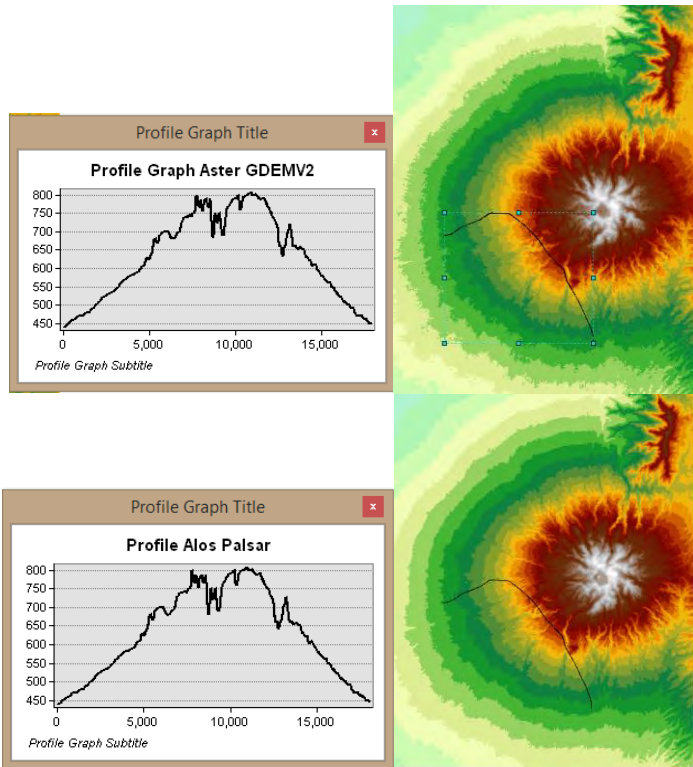 Profile Graph Title
x
Profile Graph Aster GDEMV2
800
750
700
650
600
550
500
450
0 5,000 10,000 15,000
Profile Graph Subtitle
Profile Graph Title
x
Profile Alos Palsar
800
750
700
650
600
550
500
450
0 5,000 10,000 15,000
Profile Graph Subtitle